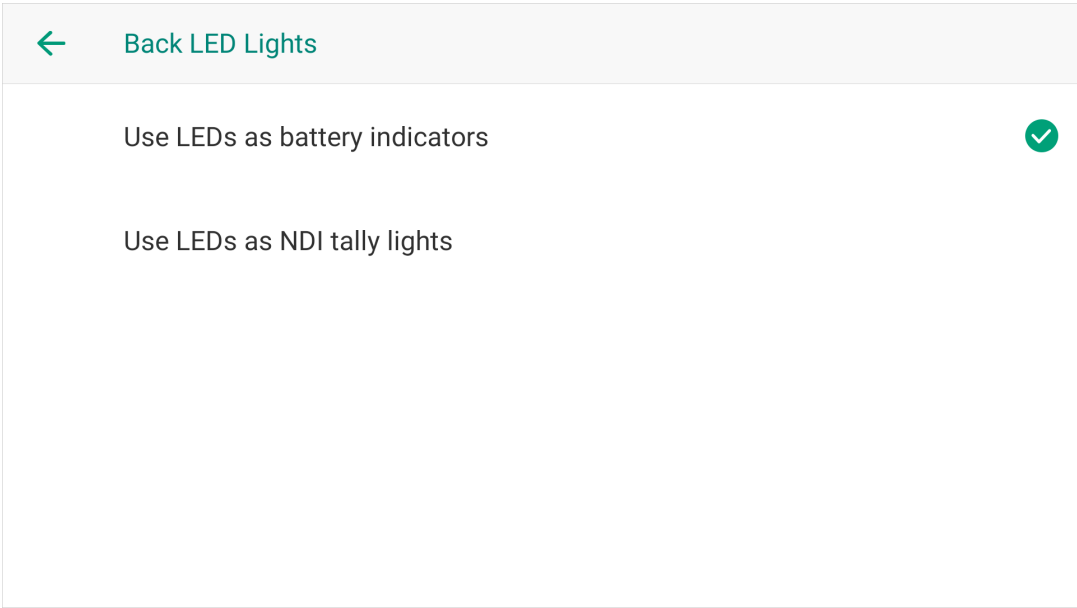 Back LED Lights
Use LEDs as battery indicators
Use LEDs as NDI tally lights